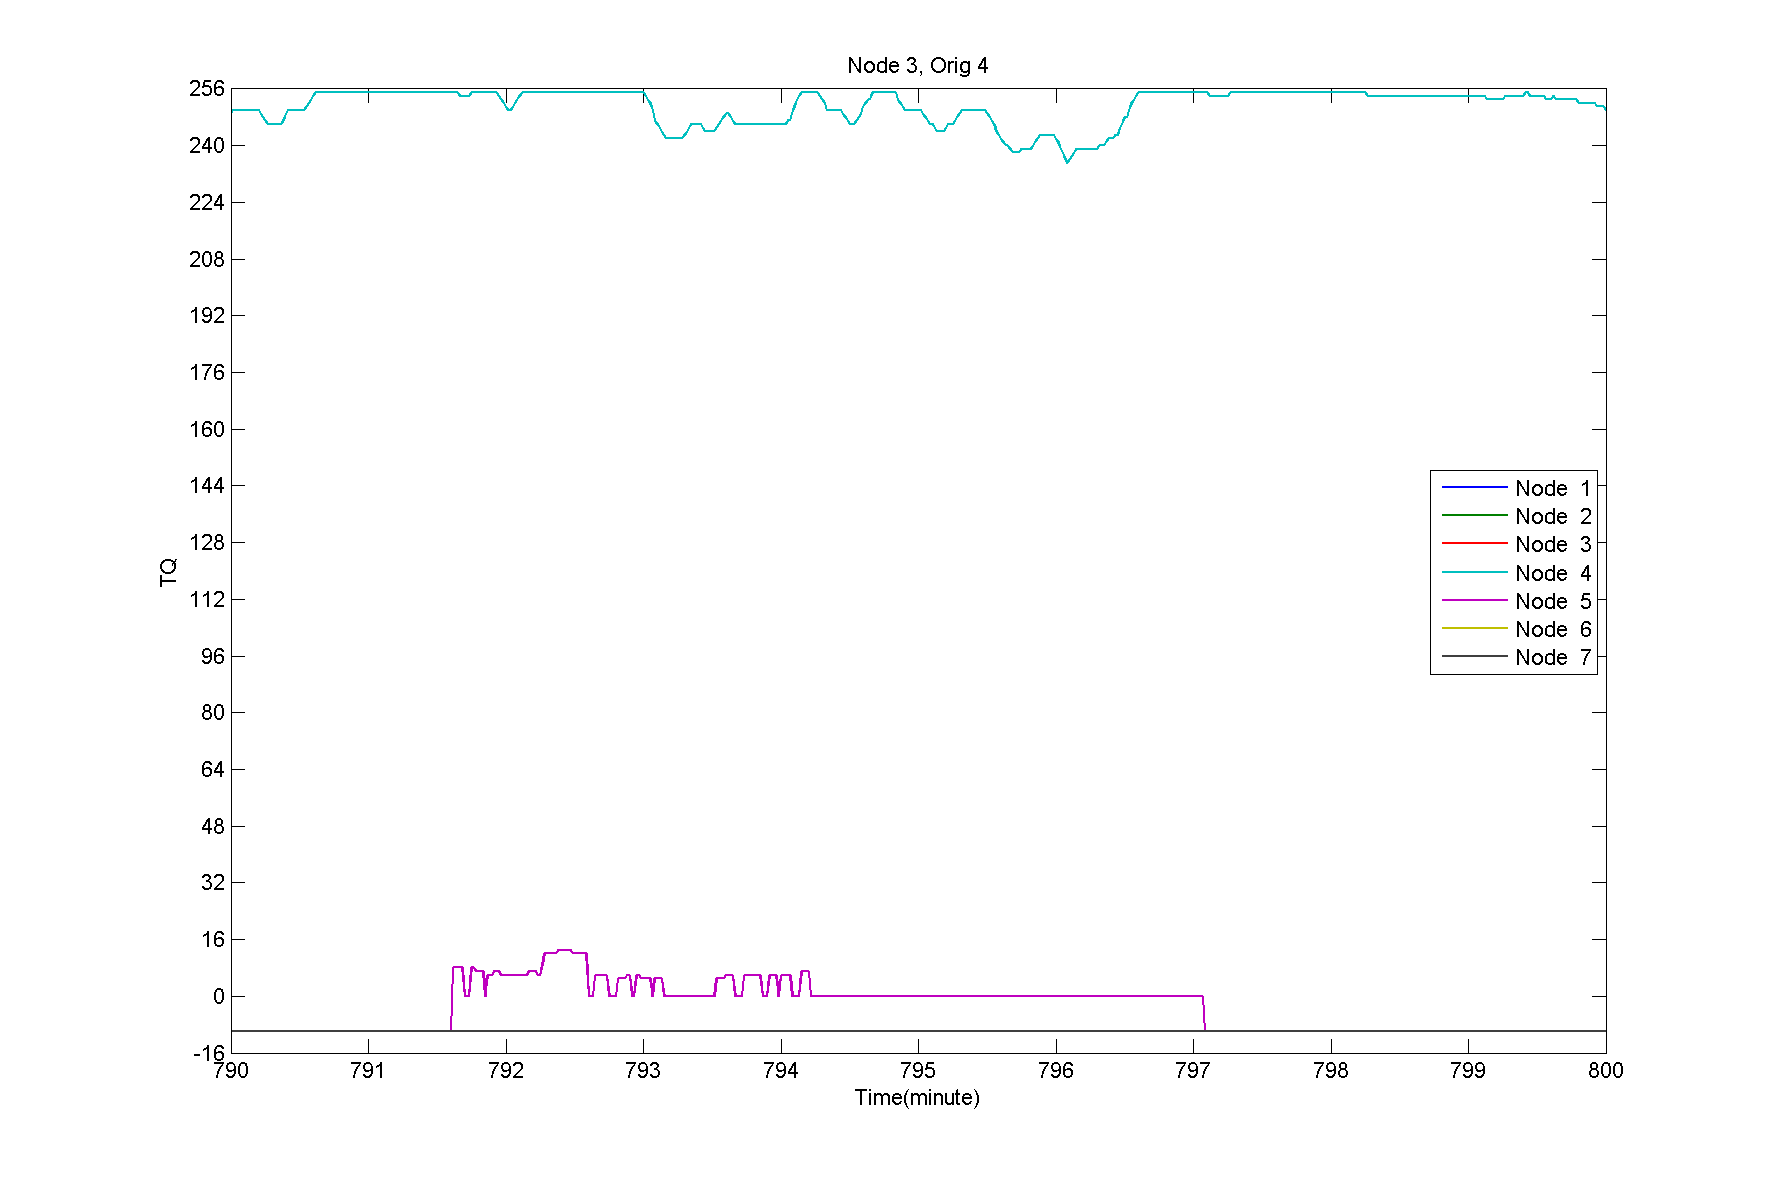 Node 3, Orig 4
256
240
224
208
192
176
160
144
128
112
96
80
64
48
32
16
0
-16
TQ
Node 1
Node 2
Node 3
Node 4
Node 5
Node 6
Node 7
790 791 792 793 794 795 796 797 798 799 800
Time(minute)